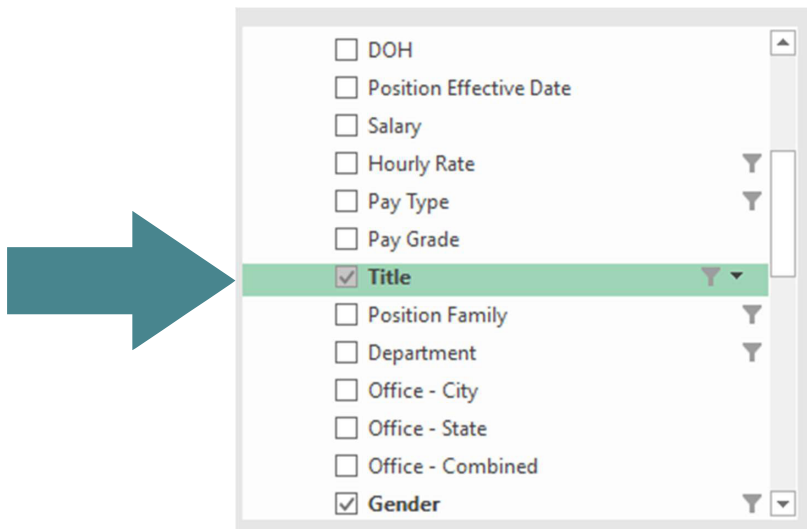 DOH
Position Effective Date
Salary
Hourly Rate
Pay Type
Pay Grade
Title
Position Family
Department
Office - City
Office - State
Office - Combined
Gender